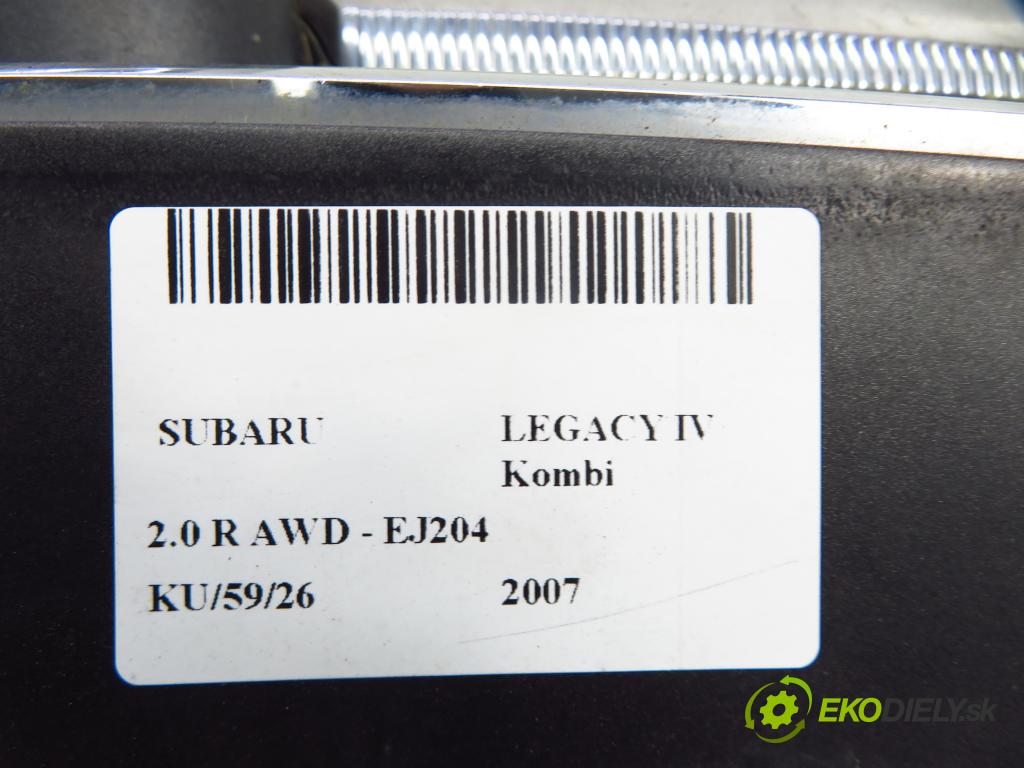 SUBARU LEGACY IV
Kombi
2.0 R AWD - EJ204
KU/59/26 2007
EKODIELY.sk